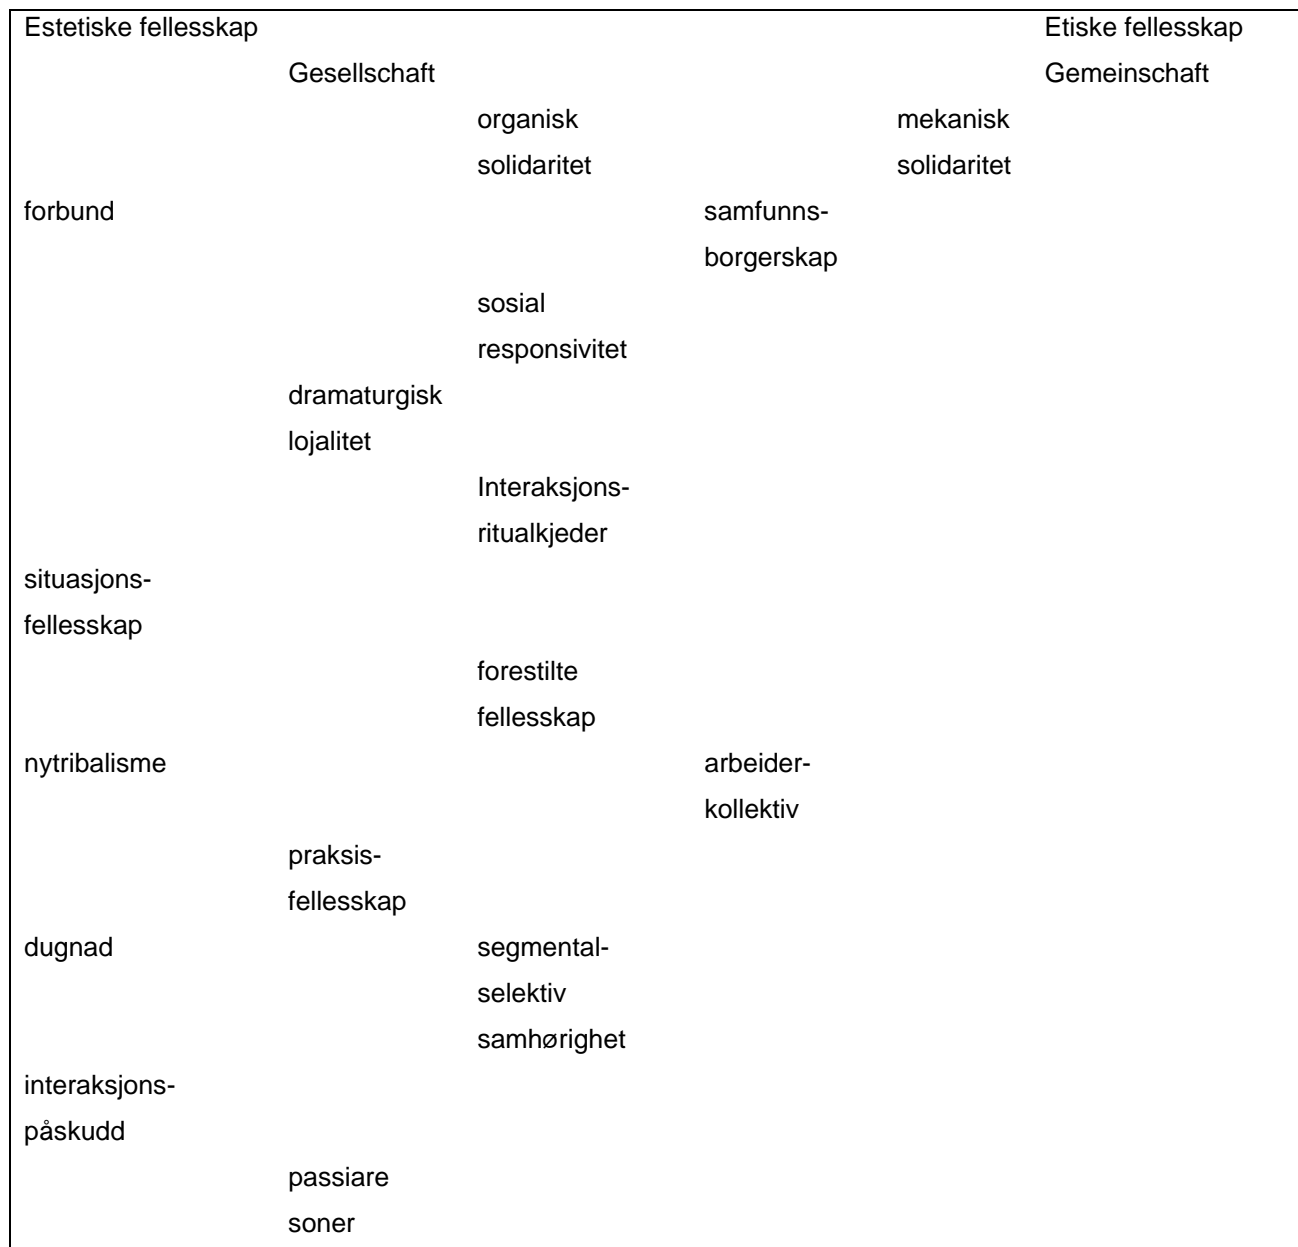 Estetiske fellesskap Etiske fellesskap
Gesellschaft Gemeinschaft
organisk mekanisk
solidaritet solidaritet
forbund samfunns-
borgerskap
sosial
responsivitet
dramaturgisk
lojalitet
Interaksjons-
ritualkjeder
situasjons-
fellesskap
forestilte
fellesskap
nytribalisme arbeider-
kollektiv
praksis-
fellesskap
dugnad segmental-
selektiv
samhørighet
interaksjons-
påskudd
passiare
soner